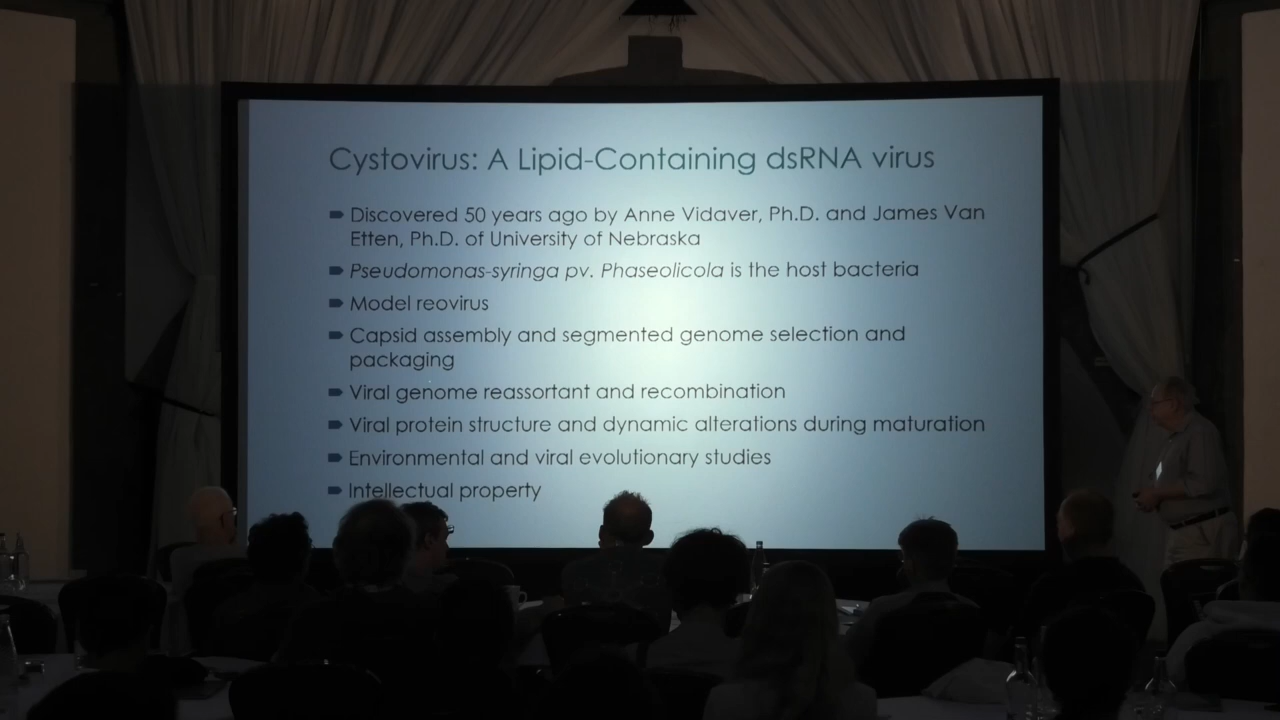 Cystovirus: A Lipid-Containing dsRNA virus
Discovered 50 years ago by Anne Vidaver, Ph.D. and James Van
Etten, Ph.D. of University of Nebraska
Pseudomonas-syringa pv. Phaseolicola is the host bacteria
Model reovirus
Capsid assembly and segmented genome selection and
packaging
Viral genome reassortant and recombination
Viral protein structure and dynamic alterations during maturation
Environmental and viral evolutionary studies
Intellectual property